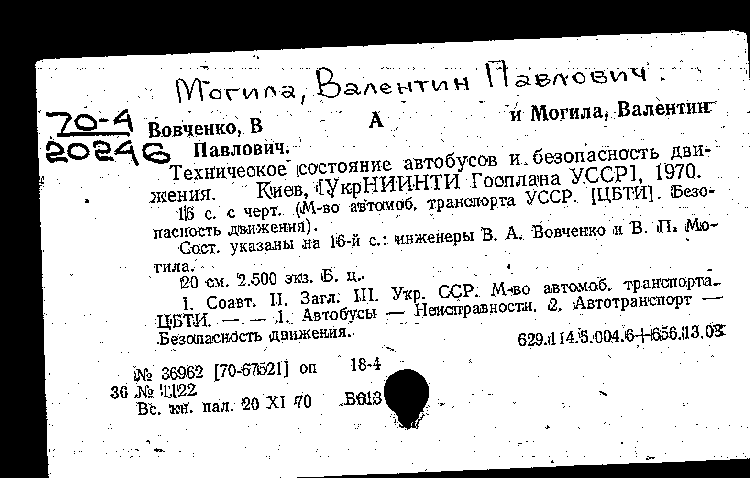 Могила, Валентин Павлович.
70-4
20246
Вовченко, В А и Могила, Валентин
Павлович.
Техническое состояние автобусов и безопасность дви-
жения. Киев, [УкрНИИНТИ Госплана УССР], 1970.
16 с. с черт. (М-во автомоб. транспорта УССР. [ЦБТИ]. Безо-
пасность движения).
Сост. указаны на 16-й с.: инженеры В. А. Вовченко и В. П. Мо-
гила.
20 см. 2.500 экз. Б. ц.
I. Соавт. II. Загл. III. Укр. ССР. М-во автомоб. транспорта.
ЦБТИ. — — 1. Автобусы — Неисправности. 2. Автотранспорт —
Безопасность движения.
629.114.5.004.6+656.13.08
№ 36962 [70-67521] оп 18-4
36 № 1122
Вс. кн. пал. 20 XI 70 В613